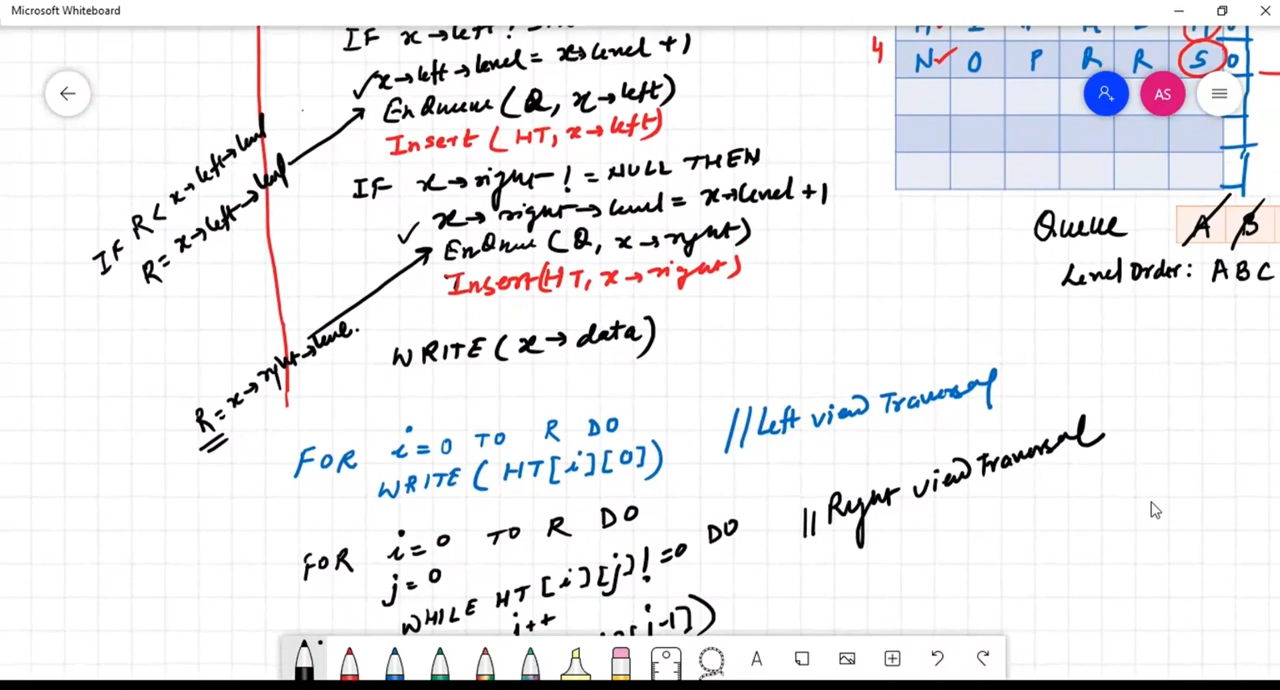 Microsoft Whiteboard
IF x→left !=
x→left→level = x→level +1
EnQueue (Q, x→left)
Insert (HT, x→left)
IF x→right != NULL THEN
x→right→level = x→level +1
EnQueue (Q, x→right)
Insert (HT, x→right)
WRITE (x→data)
IF R < x→left→level
R = x→left→level
R = x→right→level.
FOR i=0 TO R DO
WRITE ( HT[i][0])
//Left view Traversal
FOR i=0 TO R DO
j=0
WHILE HT[i][j] != 0 DO
j++
[j-1])
//Right view Traversal
4 N O P R R S 0
AS
Queue A B
Level Order: A B C
A